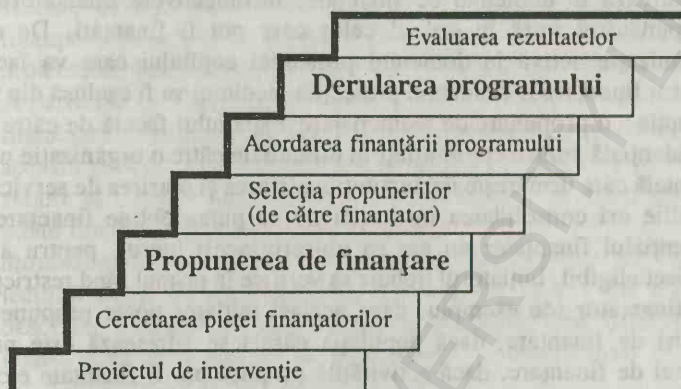 Evaluarea rezultatelor
Derularea programului
Acordarea finanţării programului
Selecţia propunerilor
(de către finanţator)
Propunerea de finanţare
Cercetarea pieţei finanţatorilor
Proiectul de intervenţie
VERSITY